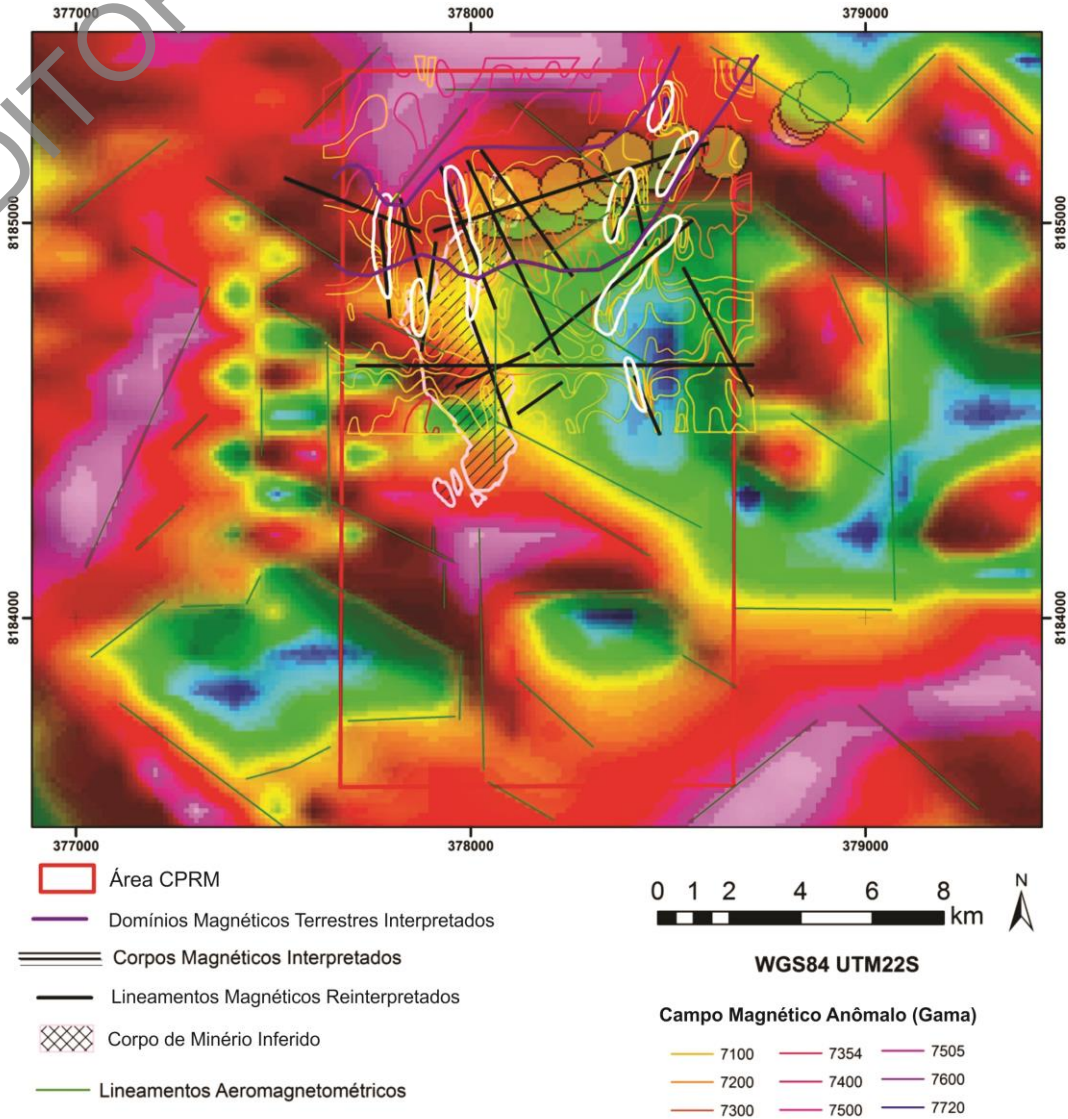 377000 378000 379000
EDITOR
8185000 8185000
8184000 8184000
377000 378000 379000
Área CPRM
Domínios Magnéticos Terrestres Interpretados
Corpos Magnéticos Interpretados
Lineamentos Magnéticos Reinterpretados
Corpo de Minério Inferido
Lineamentos Aeromagnetométricos
0 1 2 4 6 8 km
N
WGS84 UTM22S
Campo Magnético Anômalo (Gama)
7100 7354 7505
7200 7400 7600
7300 7500 7720